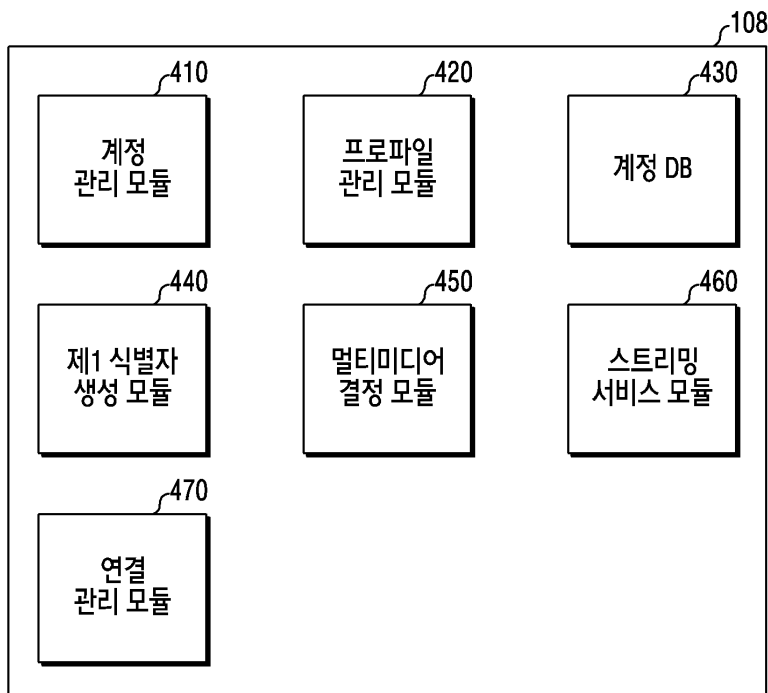 108
410
계정
관리 모듈
420
프로파일
관리 모듈
430
계정 DB
440
제1 식별자
생성 모듈
450
멀티미디어
결정 모듈
460
스트리밍
서비스 모듈
470
연결
관리 모듈